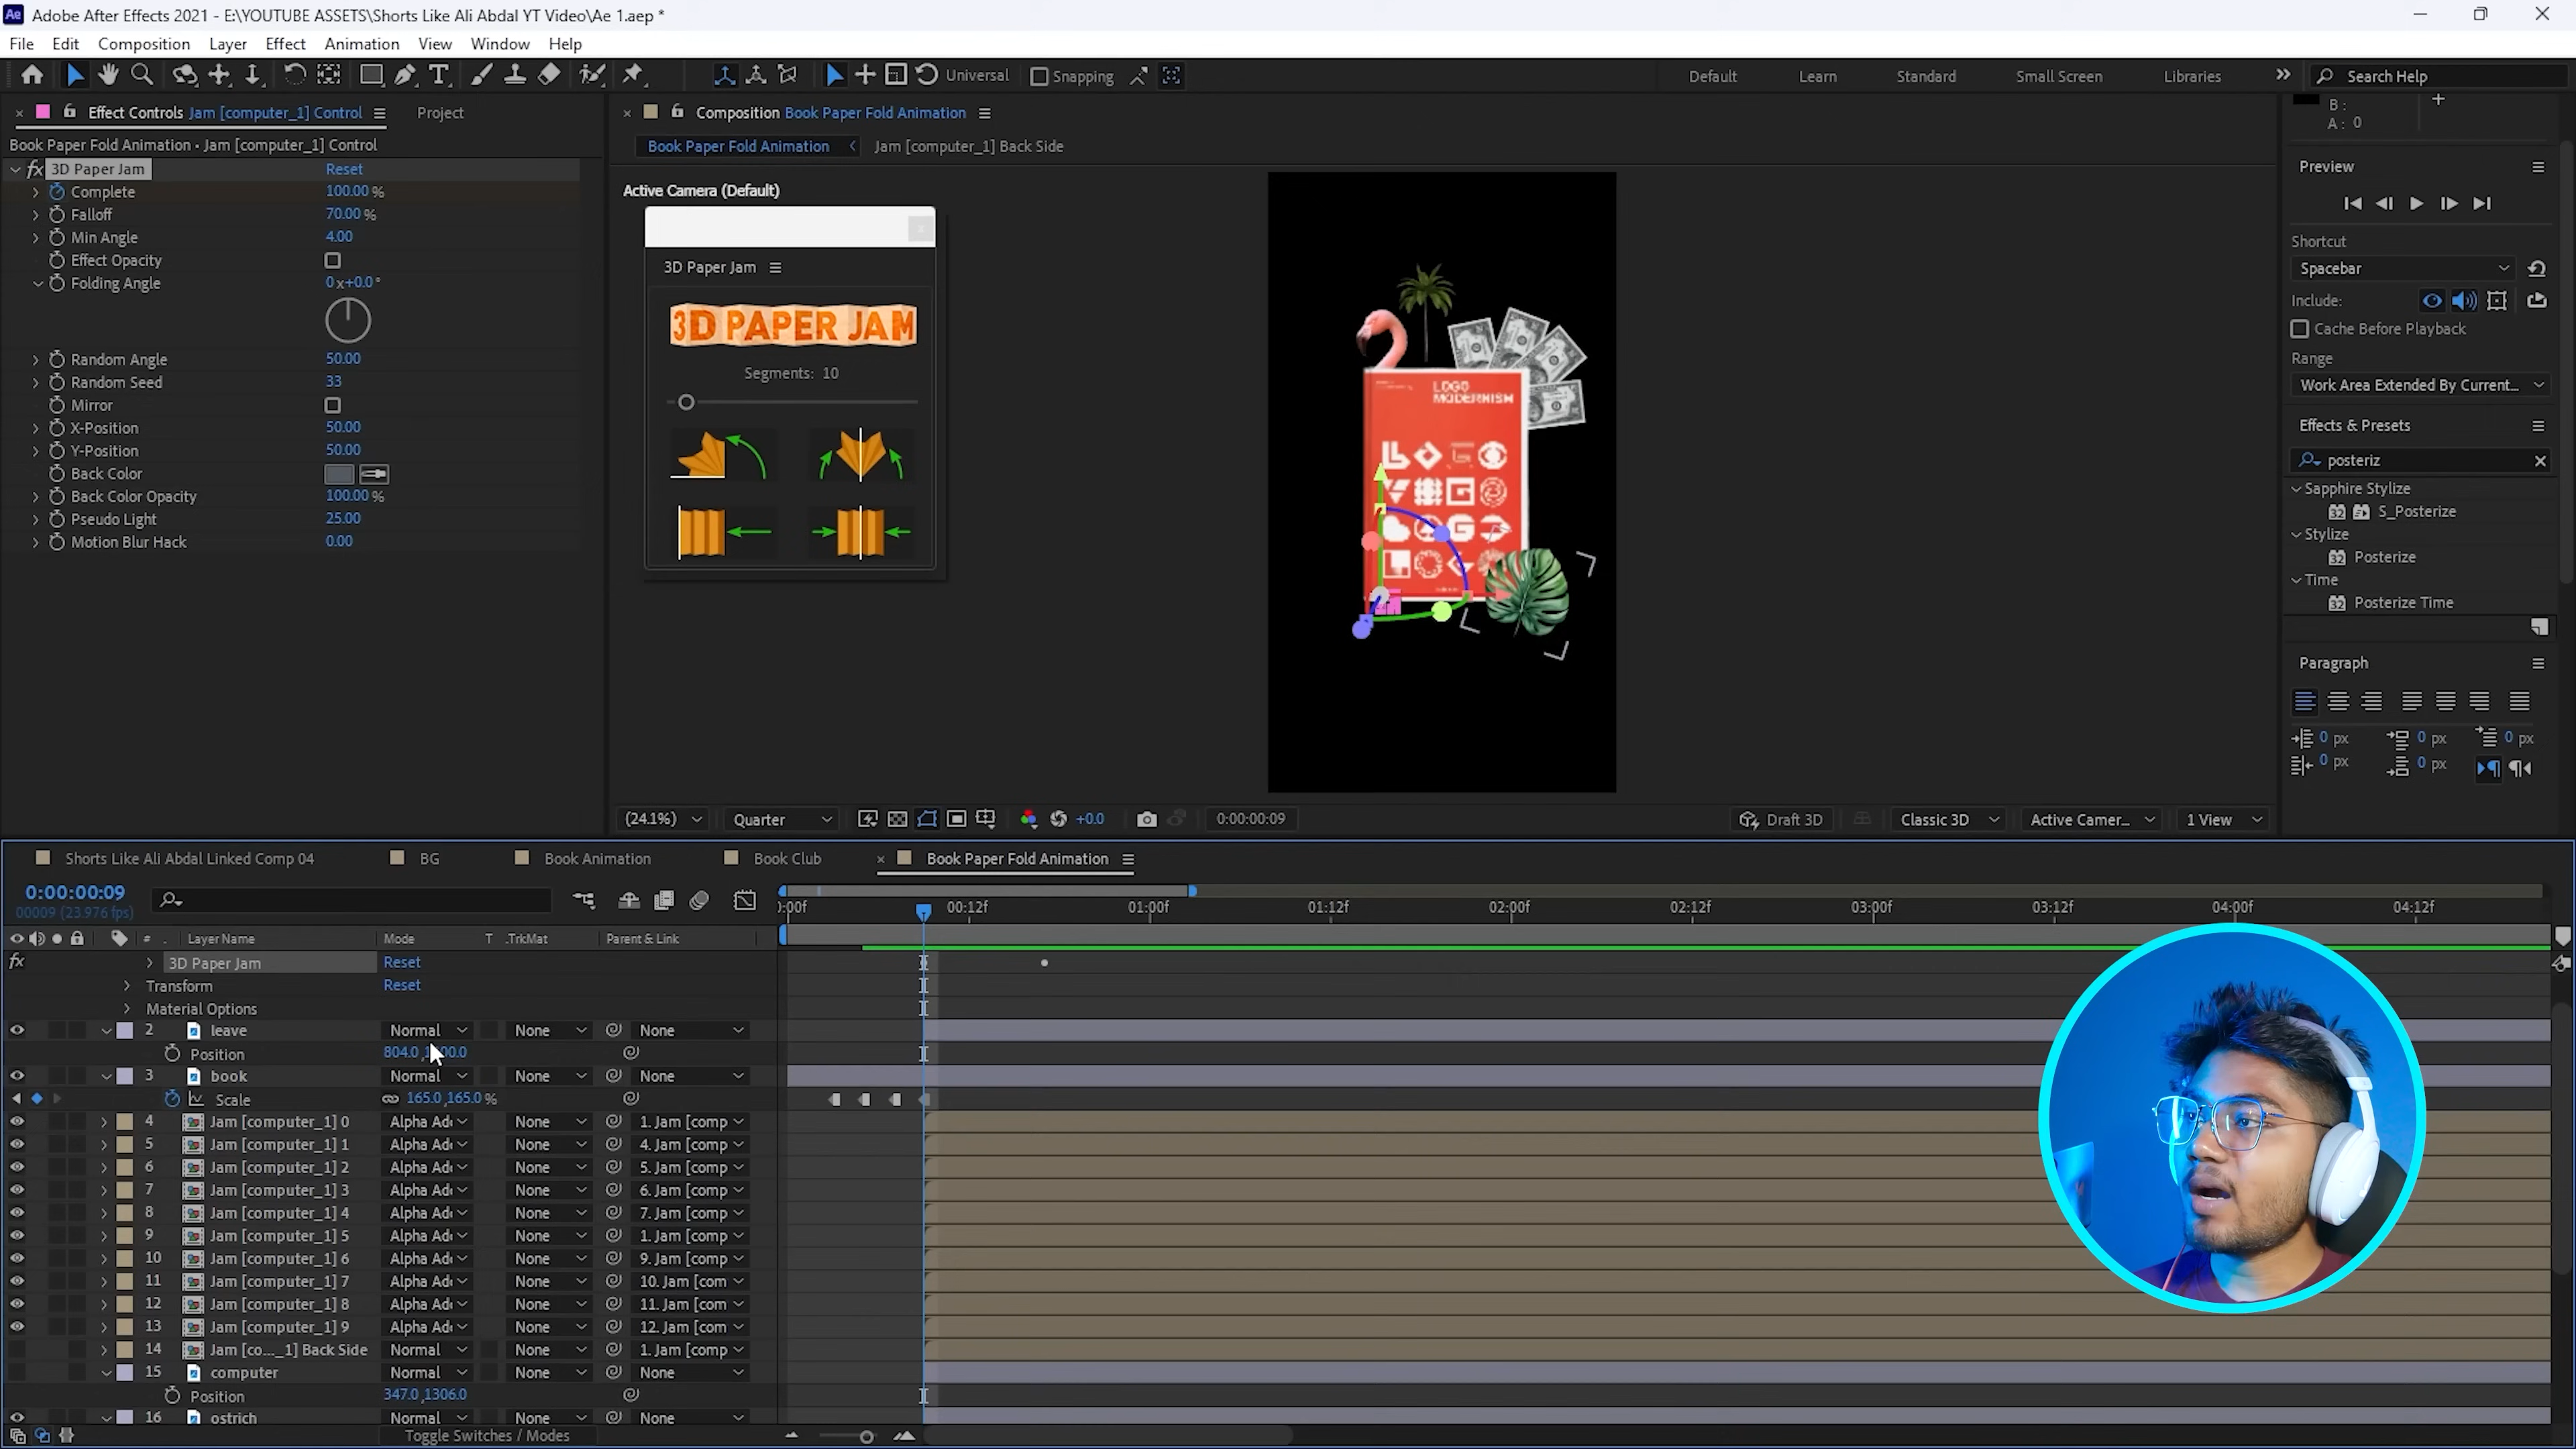 Adobe After Effects 2021 - E:\YOUTUBE ASSETS\Shorts Like Ali Abdal YT Video\Ae 1.aep *
File Edit Composition Layer Effect Animation View Window Help
Universal Snapping Default Learn Standard Small Screen Libraries Search Help
Effect Controls Jam [computer_1] Control Project
Book Paper Fold Animation • Jam [computer_1] Control
fx 3D Paper Jam Reset
Complete 100.00 %
Falloff 70.00 %
Min Angle 4.00
Effect Opacity
Folding Angle 0 x+0.0°
Random Angle 50.00
Random Seed 33
Mirror
X-Position 50.00
Y-Position 50.00
Back Color
Back Color Opacity 100.00 %
Pseudo Light 25.00
Motion Blur Hack 0.00
Composition Book Paper Fold Animation
Book Paper Fold Animation Jam [computer_1] Back Side
Active Camera (Default)
3D Paper Jam
3D PAPER JAM
Segments: 10
LOGO
MODERNISM
(24.1%) Quarter +0.0 0:00:00:09 Draft 3D Classic 3D Active Camer... 1 View
B :
A : 0
Preview
Shortcut
Spacebar
Include:
Cache Before Playback
Range
Work Area Extended By Current...
Effects & Presets
posteriz
Sapphire Stylize
S_Posterize
Stylize
Posterize
Time
Posterize Time
Paragraph
0 px 0 px 0 px
0 px 0 px
Shorts Like Ali Abdal Linked Comp 04 BG Book Animation Book Club Book Paper Fold Animation
0:00:00:09
00009 (23.976 fps)
):00f 00:12f 01:00f 01:12f 02:00f 02:12f 03:00f 03:12f 04:00f 04:12f
# Layer Name Mode T .TrkMat Parent & Link
fx 3D Paper Jam Reset
Transform Reset
Material Options
2 leave Normal None None
Position
3 book Normal None None
Scale 165.0,165.0 %
4 Jam [computer_1] 0 Alpha Ad None 1. Jam [comp
5 Jam [computer_1] 1 Alpha Ad None 4. Jam [comp
6 Jam [computer_1] 2 Alpha Ad None 5. Jam [comp
7 Jam [computer_1] 3 Alpha Ad None 6. Jam [comp
8 Jam [computer_1] 4 Alpha Ad None 7. Jam [comp
9 Jam [computer_1] 5 Alpha Ad None 1. Jam [comp
10 Jam [computer_1] 6 Alpha Ad None 9. Jam [comp
11 Jam [computer_1] 7 Alpha Ad None 10. Jam [com
12 Jam [computer_1] 8 Alpha Ad None 11. Jam [com
13 Jam [computer_1] 9 Alpha Ad None 12. Jam [com
14 Jam [co..._1] Back Side Normal None 1. Jam [comp
15 computer Normal None None
Position 347.0,1306.0
16 ostrich Normal None None
Toggle Switches / Modes